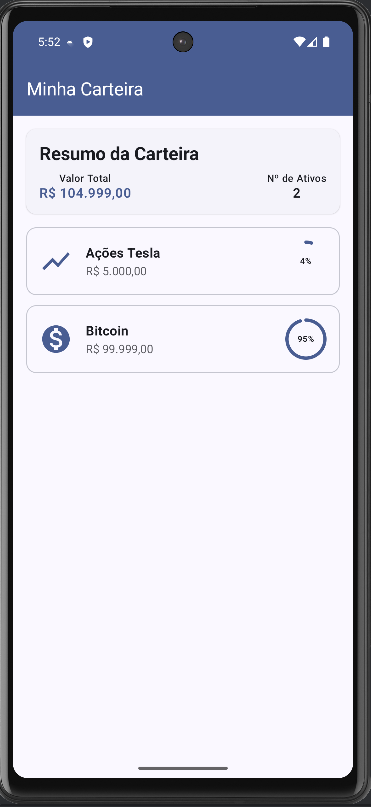 5:52
Minha Carteira
Resumo da Carteira
Valor Total
Nº de Ativos
R$ 104.999,00
2
Ações Tesla
R$ 5.000,00
4%
Bitcoin
R$ 99.999,00
95%